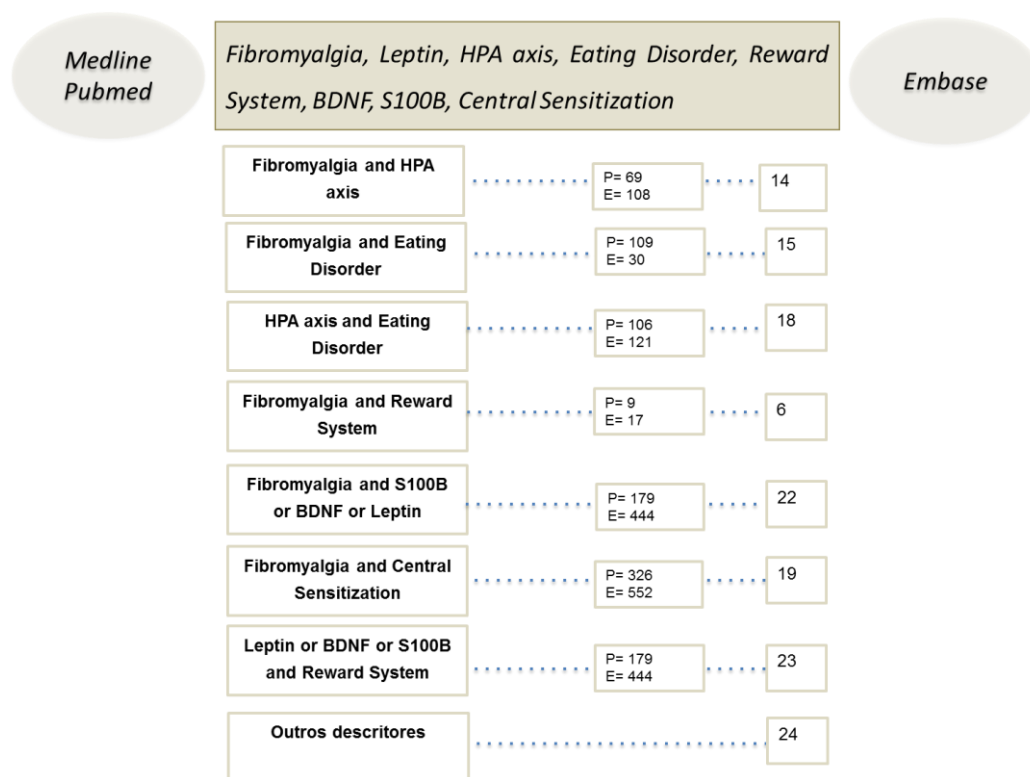 Medline
Pubmed
Fibromyalgia, Leptin, HPA axis, Eating Disorder, Reward
System, BDNF, S100B, Central Sensitization
Embase
Fibromyalgia and HPA
axis
P= 69
E= 108
14
Fibromyalgia and Eating
Disorder
P= 109
E= 30
15
HPA axis and Eating
Disorder
P= 106
E= 121
18
Fibromyalgia and Reward
System
P= 9
E= 17
6
Fibromyalgia and S100B
or BDNF or Leptin
P= 179
E= 444
22
Fibromyalgia and Central
Sensitization
P= 326
E= 552
19
Leptin or BDNF or S100B
and Reward System
P= 179
E= 444
23
Outros descritores
24